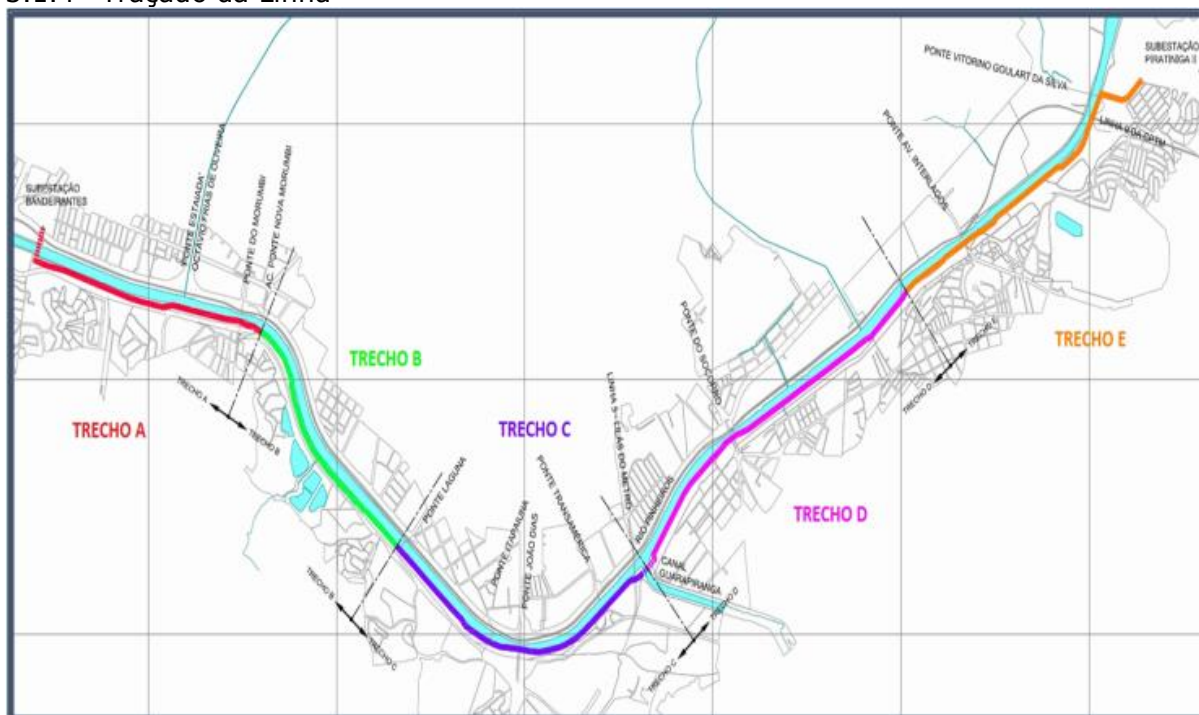 Traçado da Linha
SUBESTAÇÃO
PIRATINIGA II
PONTE VITORINO GOULART DA SILVA
LINHA 9 DA CPTM
PONTE AV. INTERLAGOS
SUBESTAÇÃO
BANDEIRANTES
PONTE ESTAIADA
OCTÁVIO FRIAS DE OLIVEIRA
PONTE DO MORUMBI
AC. PONTE NOVA MORUMBI
TRECHO B
TRECHO E
TRECHO A
TRECHO A
TRECHO B
TRECHO C
PONTE DO SOCORRO
TRECHO D
TRECHO E
LINHA 5 - LILÁS DO METRÔ
RIO PINHEIROS
PONTE LAGUNA
PONTE ITAPAIUNA
PONTE JOÃO DIAS
PONTE TRANSAMÉRICA
TRECHO D
CANAL
GUARAPIRANGA
TRECHO B
TRECHO C
TRECHO C
TRECHO D